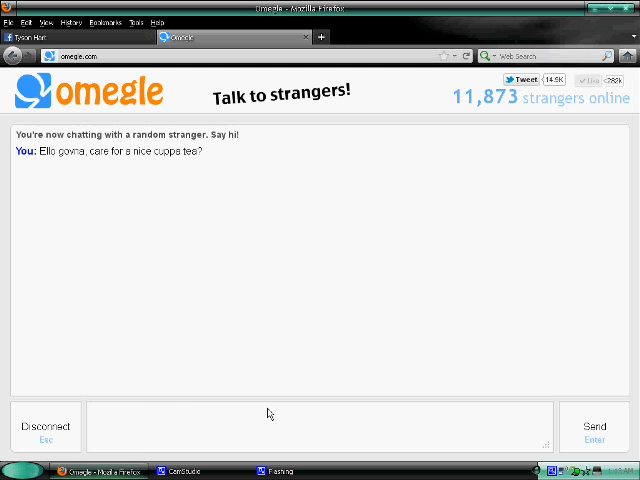 Omegle - Mozilla Firefox
File Edit View History Bookmarks Tools Help
Tyson Hart Omegle
omegle.com Web Search
omegle Talk to strangers! Tweet 14.9K Like 282k
11,873 strangers online
You're now chatting with a random stranger. Say hi!
You: Ello govna, care for a nice cuppa tea?
Disconnect
Esc
Send
Enter
Omegle - Mozilla Firefox CamStudio Flashing